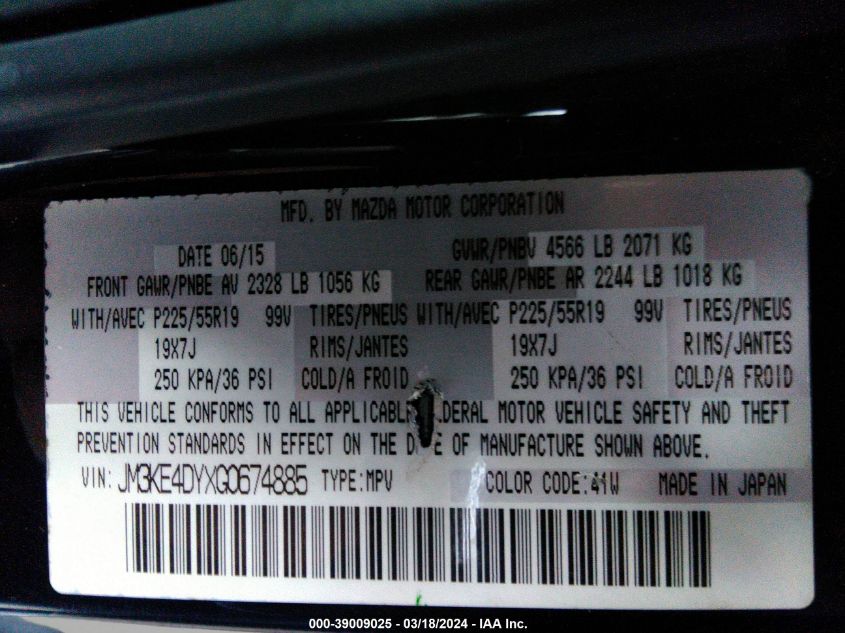 MFD. BY MAZDA MOTOR CORPORATION
DATE 06/15 GVWR/PNBV 4566 LB 2071 KG
FRONT GAWR/PNBE AV 2328 LB 1056 KG REAR GAWR/PNBE AR 2244 LB 1018 KG
WITH/AVEC P225/55R19 99V TIRES/PNEUS WITH/AVEC P225/55R19 99V TIRES/PNEUS
19X7J RIMS/JANTES 19X7J RIMS/JANTES
250 KPA/36 PSI COLD/A FROID 250 KPA/36 PSI COLD/A FROID
THIS VEHICLE CONFORMS TO ALL APPLICABL DERAL MOTOR VEHICLE SAFETY AND THEFT
PREVENTION STANDARDS IN EFFECT ON THE D E OF MANUFACTURE SHOWN ABOVE.
VIN: JM3KE4DYXG0674885 TYPE:MPV COLOR CODE:41W MADE IN JAPAN
000-39009025 - 03/18/2024 - IAA Inc.